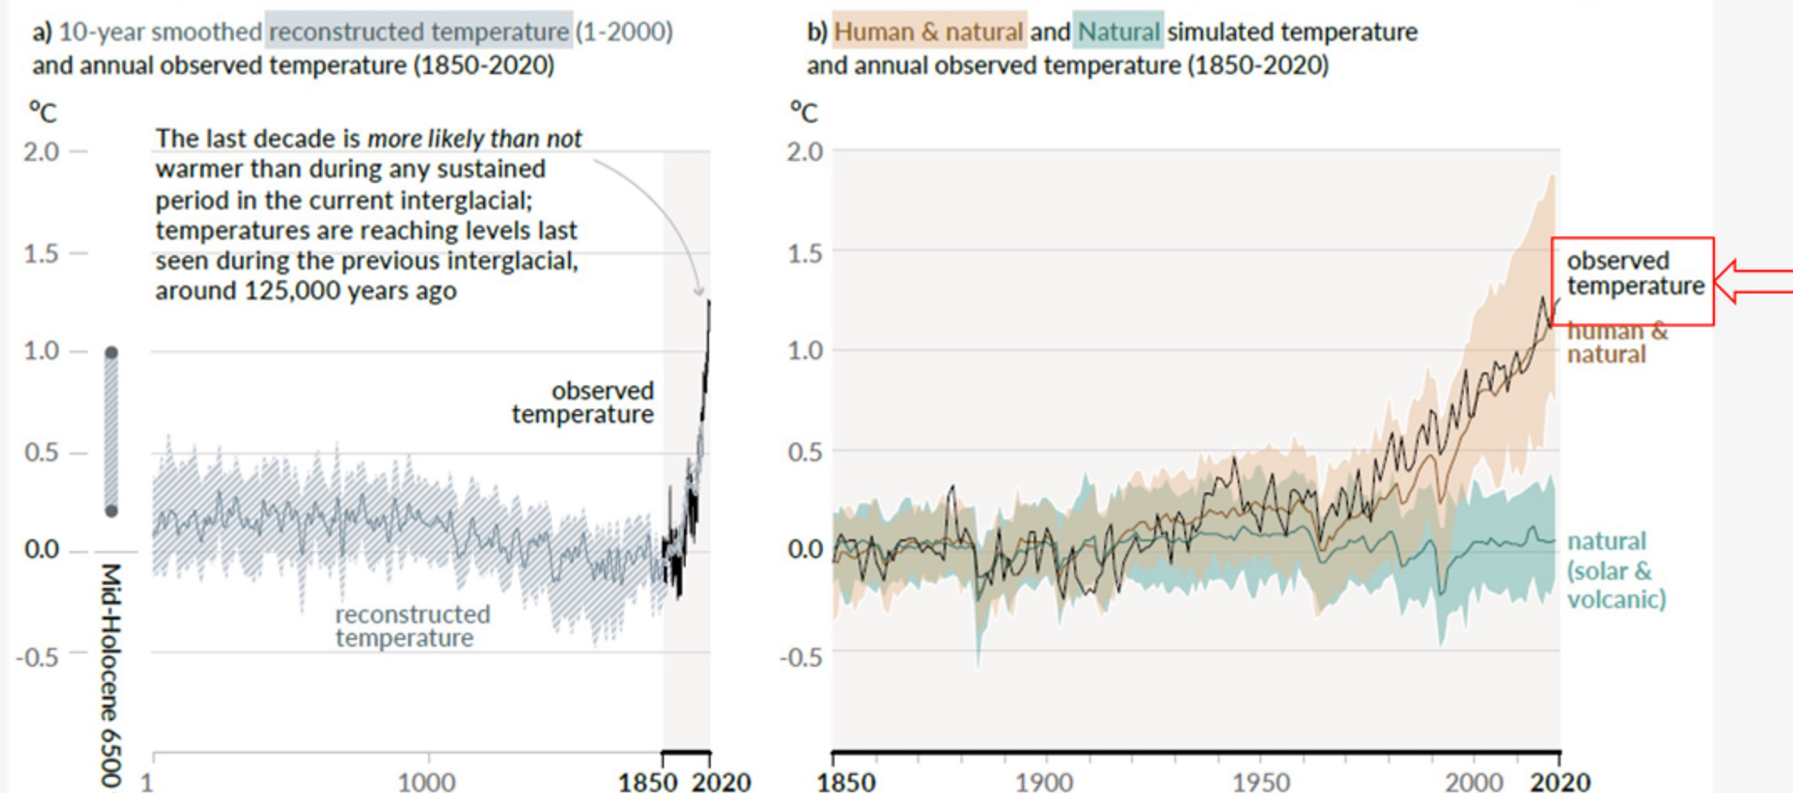 a) 10-year smoothed reconstructed temperature (1-2000)
and annual observed temperature (1850-2020)
°C
The last decade is more likely than not
warmer than during any sustained
period in the current interglacial;
temperatures are reaching levels last
seen during the previous interglacial,
around 125,000 years ago
2.0
1.5
1.0
0.5
0.0
-0.5
observed
temperature
reconstructed
temperature
Mid-Holocene 6500
1
1000
1850
2020
b) Human & natural and Natural simulated temperature
and annual observed temperature (1850-2020)
°C
2.0
1.5
1.0
0.5
0.0
-0.5
observed
temperature
human &
natural
natural
(solar &
volcanic)
1850
1900
1950
2000
2020